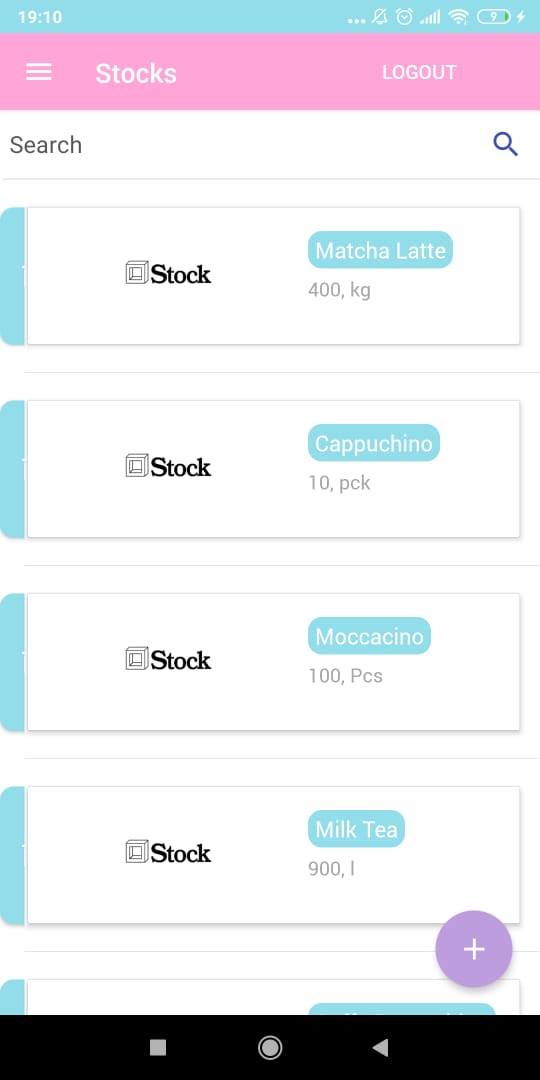 19:10
9
Stocks
LOGOUT
Search
Stock
Matcha Latte
400, kg
Stock
Cappuchino
10, pck
Stock
Moccacino
100, Pcs
Stock
Milk Tea
900, l